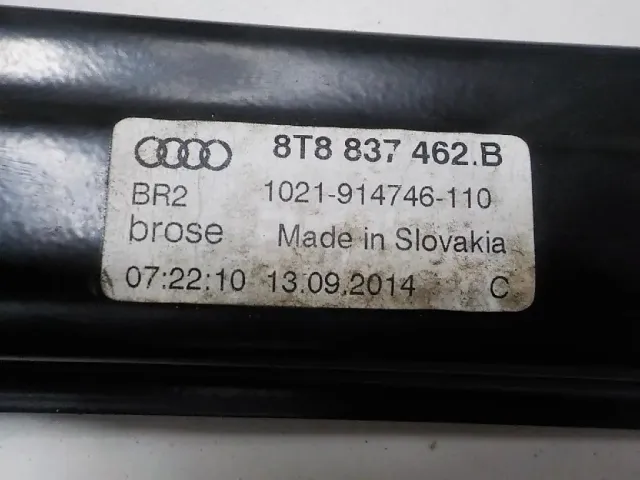 8T8 837 462.B
BR2 1021-914746-110
brose Made in Slovakia
07:22:10 13.09.2014 C